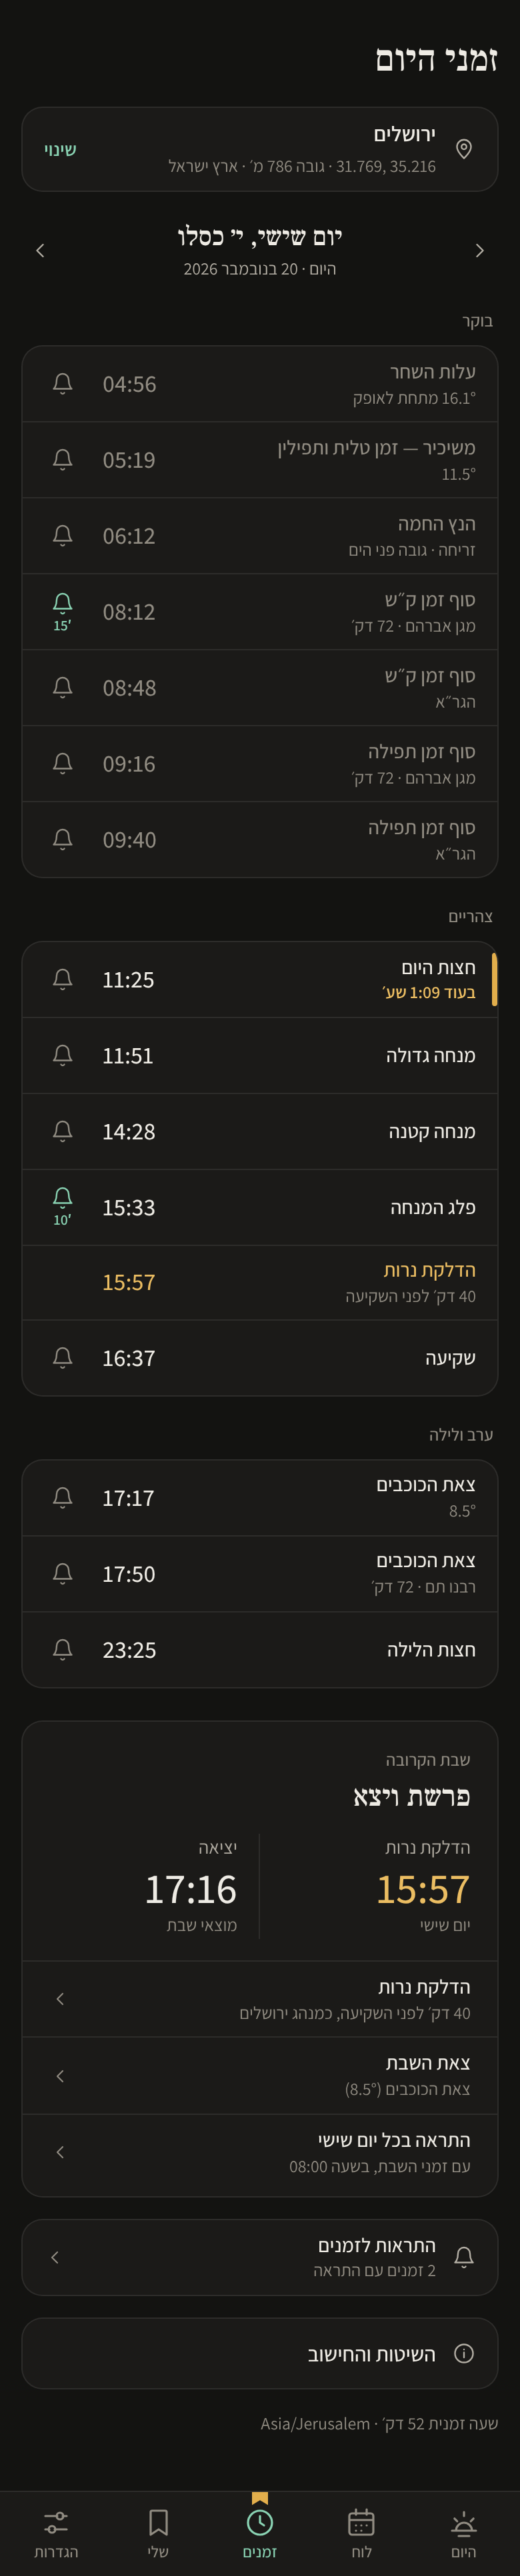 זמני היום
ירושלים
31.769, 35.216 · גובה 786 מ׳ · ארץ ישראל
שינוי
יום שישי, י׳ כסלו
היום · 20 בנובמבר 2026
בוקר
עלות השחר
16.1° מתחת לאופק
04:56
משיכיר — זמן טלית ותפילין
11.5°
05:19
הנץ החמה
זריחה · גובה פני הים
06:12
סוף זמן ק״ש
מגן אברהם · 72 דק׳
08:12
15′
סוף זמן ק״ש
הגר״א
08:48
סוף זמן תפילה
מגן אברהם · 72 דק׳
09:16
סוף זמן תפילה
הגר״א
09:40
צהריים
חצות היום
בעוד 1:09 שע׳
11:25
מנחה גדולה
11:51
מנחה קטנה
14:28
פלג המנחה
15:33
10′
הדלקת נרות
40 דק׳ לפני השקיעה
15:57
שקיעה
16:37
ערב ולילה
צאת הכוכבים
8.5°
17:17
צאת הכוכבים
רבנו תם · 72 דק׳
17:50
חצות הלילה
23:25
שבת הקרובה
פרשת ויצא
הדלקת נרות
15:57
יום שישי
יציאה
17:16
מוצאי שבת
הדלקת נרות
40 דק׳ לפני השקיעה, כמנהג ירושלים
צאת השבת
צאת הכוכבים (8.5°)
התראה בכל יום שישי
עם זמני השבת, בשעה 08:00
התראות לזמנים
2 זמנים עם התראה
השיטות והחישוב
שעה זמנית 52 דק׳ · Asia/Jerusalem
היום
לוח
זמנים
שלי
הגדרות